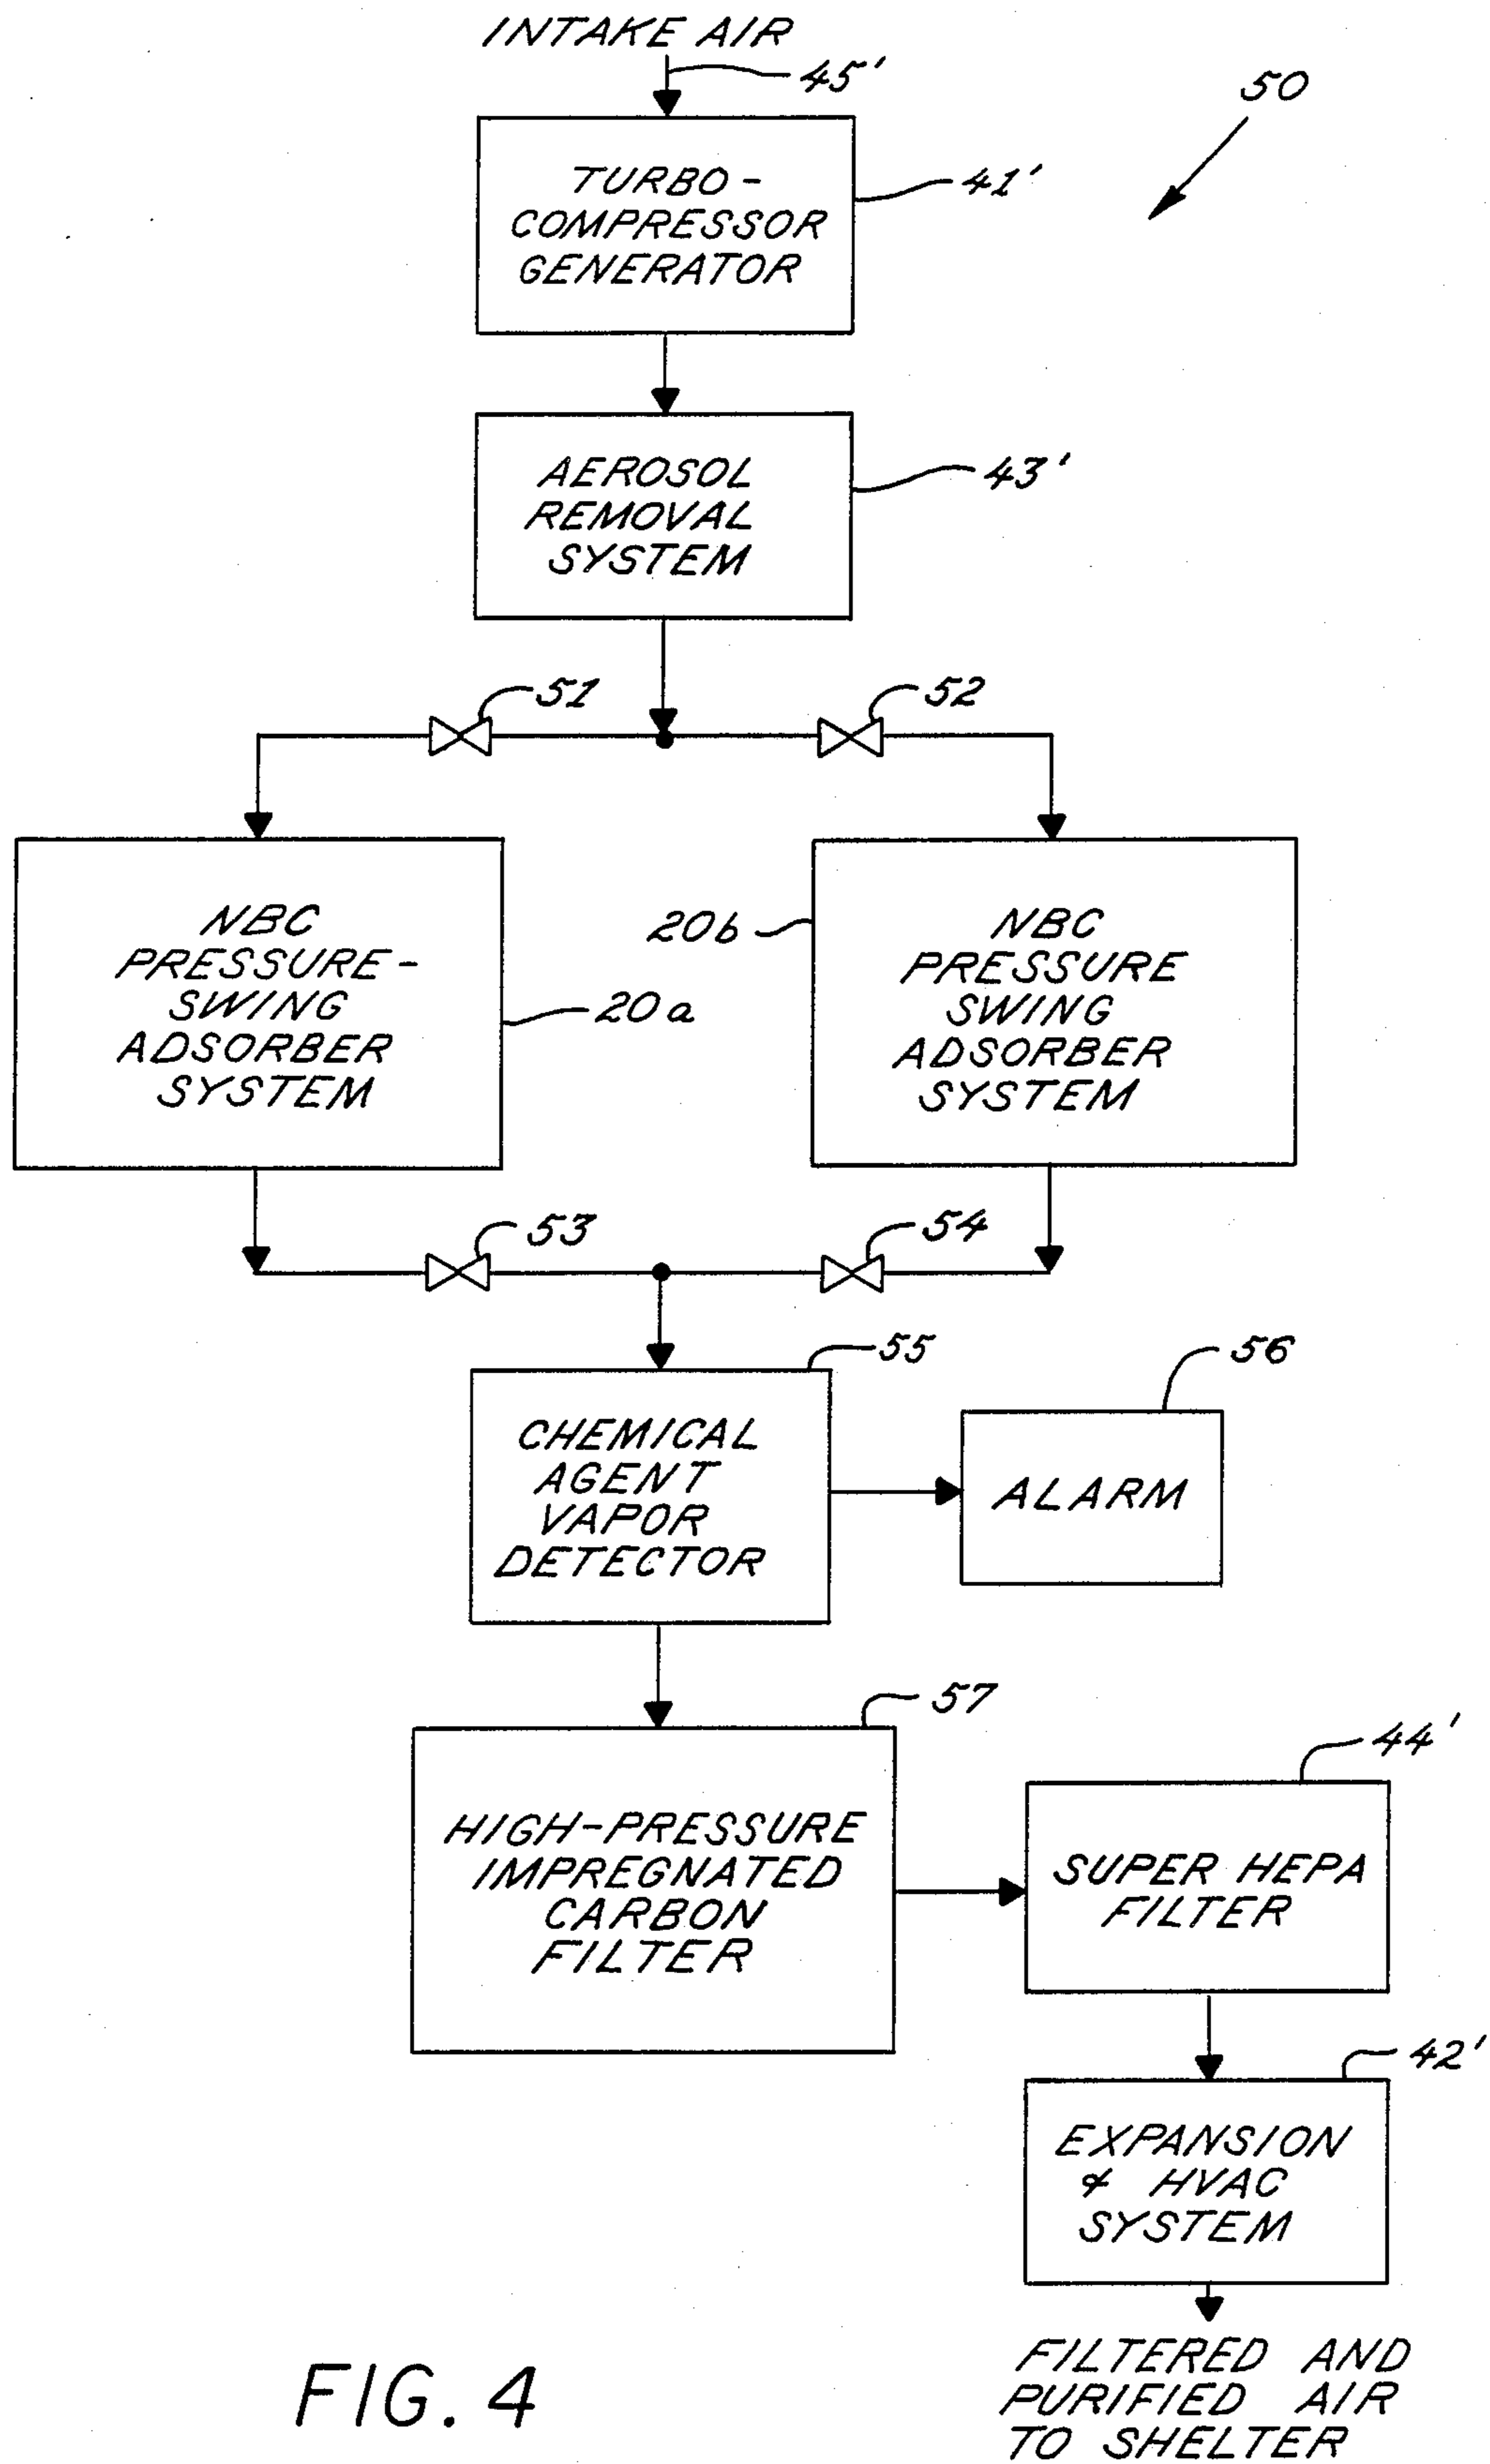 INTAKE AIR
45'
50
TURBO-
COMPRESSOR
GENERATOR
41'
AEROSOL
REMOVAL
SYSTEM
43'
51
52
NBC
PRESSURE-
SWING
ADSORBER
SYSTEM
20a
20b
NBC
PRESSURE
SWING
ADSORBER
SYSTEM
53
54
55
CHEMICAL
AGENT
VAPOR
DETECTOR
56
ALARM
57
HIGH-PRESSURE
IMPREGNATED
CARBON
FILTER
44'
SUPER HEPA
FILTER
42'
EXPANSION
& HVAC
SYSTEM
FILTERED AND
PURIFIED AIR
TO SHELTER
FIG. 4